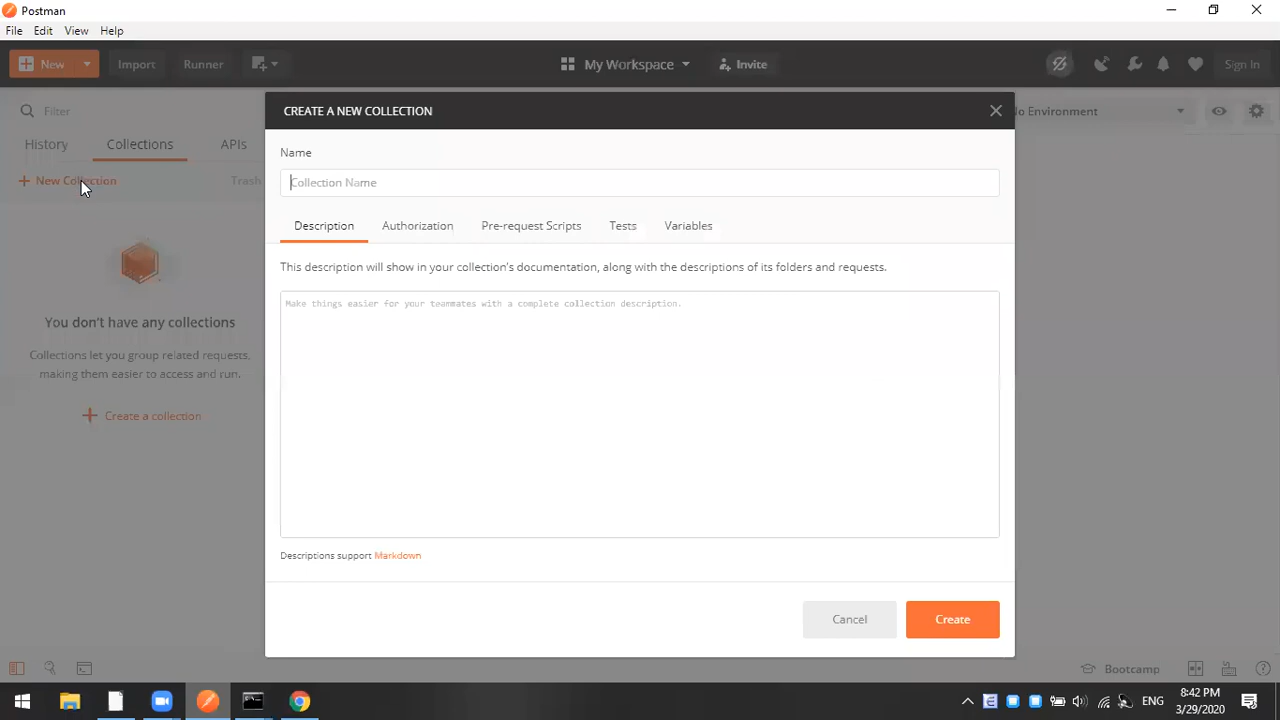 Postman
File Edit View Help
New Import Runner My Workspace Invite Sign In
Filter
History Collections APIs
New Collection Trash
You don't have any collections
Collections let you group related requests,
making them easier to access and run.
Create a collection
CREATE A NEW COLLECTION
Name
Collection Name
Description Authorization Pre-request Scripts Tests Variables
This description will show in your collection's documentation, along with the descriptions of its folders and requests.
Make things easier for your teammates with a complete collection description.
Descriptions support Markdown
Cancel Create
o Environment
Bootcamp
ENG
8:42 PM
3/29/2020